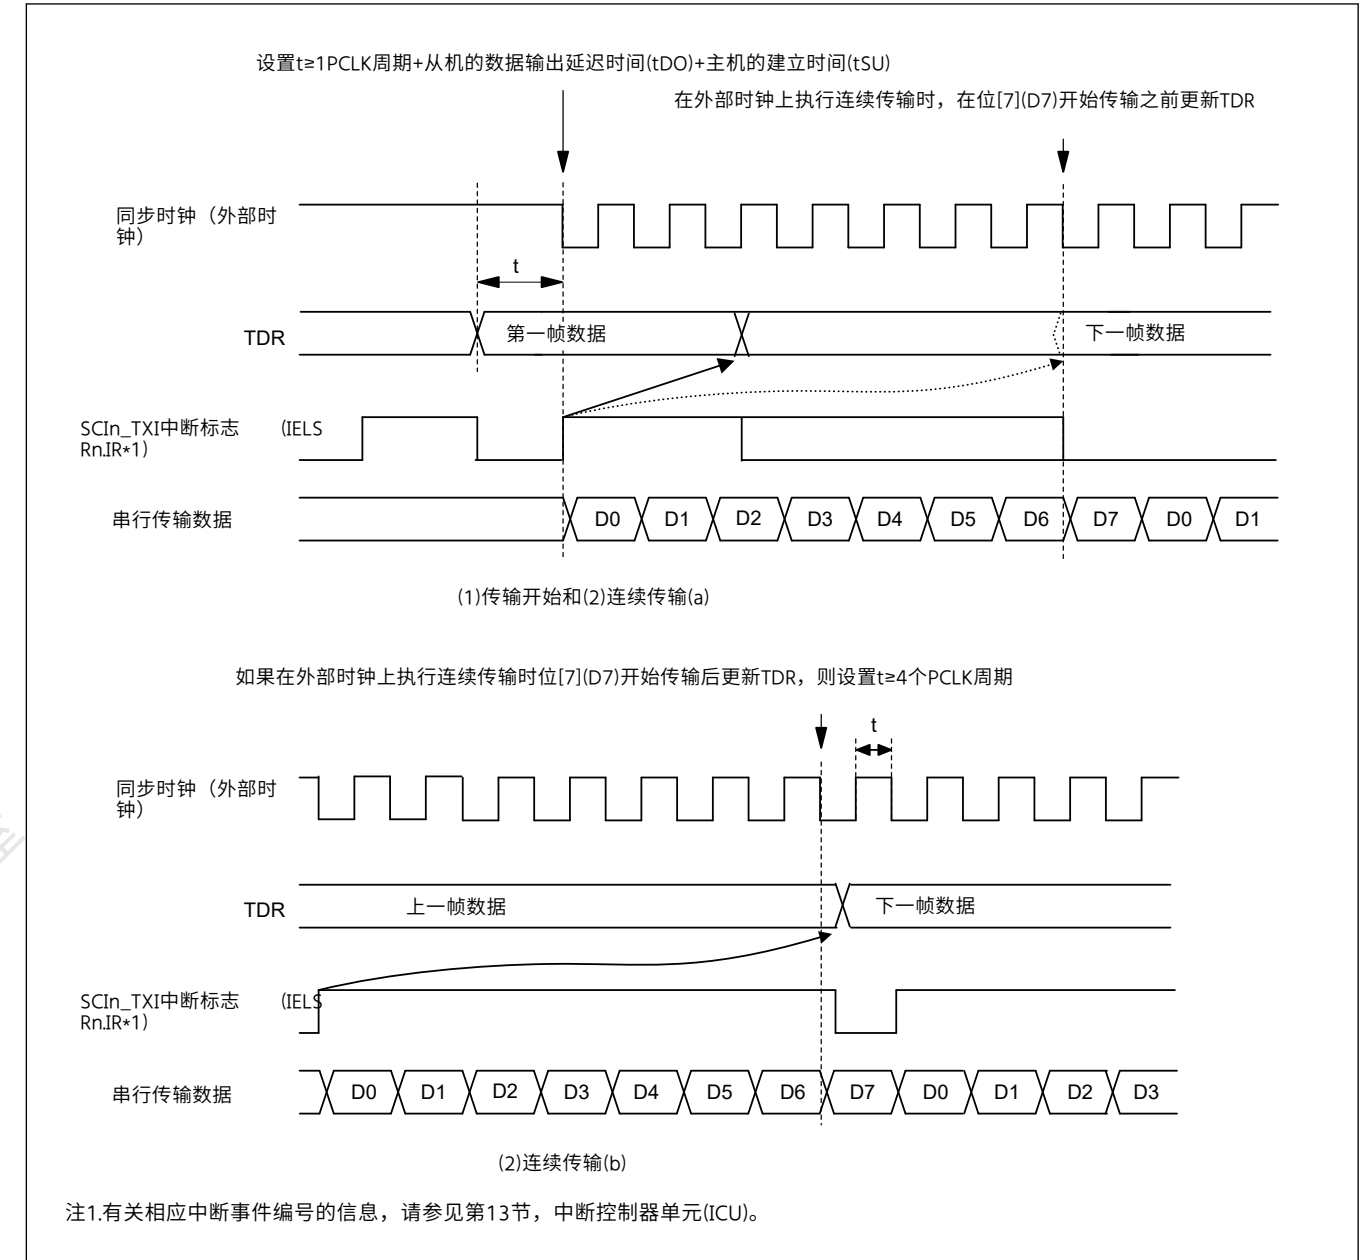 设置t≥1PCLK周期+从机的数据输出延迟时间(tDO)+主机的建立时间(tSU)
在外部时钟上执行连续传输时，在位[7](D7)开始传输之前更新TDR
同步时钟（外部时
钟）
t
TDR
第一帧数据
下一帧数据
SCIn_TXI中断标志 (IELS
Rn.IR*1)
串行传输数据
D0 D1 D2 D3 D4 D5 D6 D7 D0 D1
(1)传输开始和(2)连续传输(a)
如果在外部时钟上执行连续传输时位[7](D7)开始传输后更新TDR，则设置t≥4个PCLK周期
t
同步时钟（外部时
钟）
TDR
上一帧数据
下一帧数据
SCIn_TXI中断标志 (IELS
Rn.IR*1)
串行传输数据
D0 D1 D2 D3 D4 D5 D6 D7 D0 D1 D2 D3
(2)连续传输(b)
注1.有关相应中断事件编号的信息，请参见第13节，中断控制器单元(ICU)。